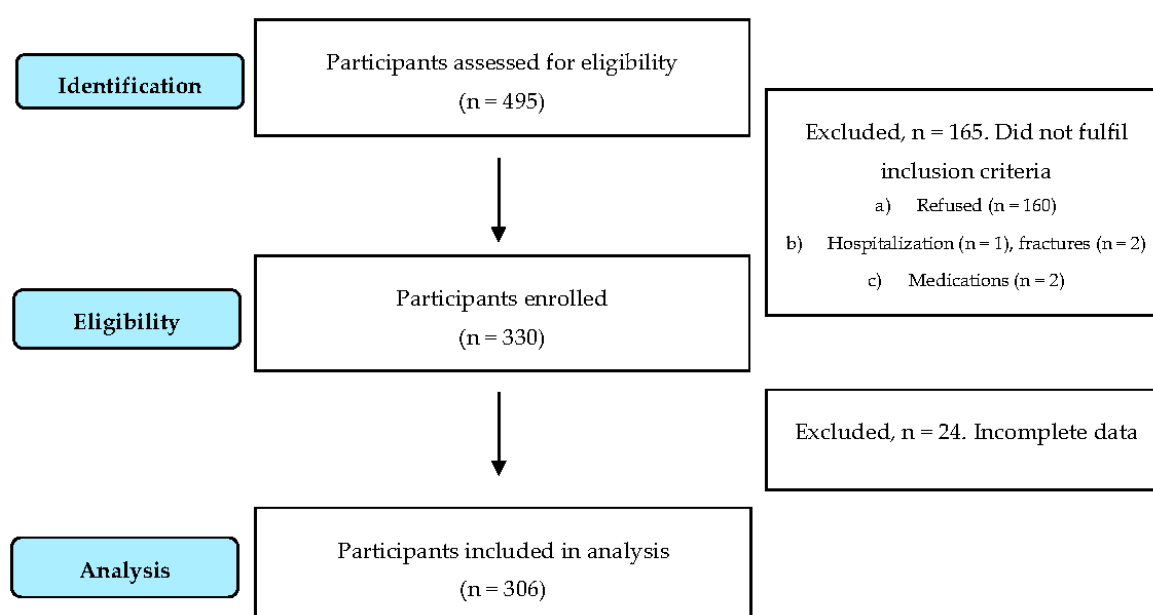 Identification
Participants assessed for eligibility
(n = 495)
Excluded, n = 165. Did not fulfil
inclusion criteria
a) Refused (n = 160)
b) Hospitalization (n = 1), fractures (n = 2)
c) Medications (n = 2)
Eligibility
Participants enrolled
(n = 330)
Excluded, n = 24. Incomplete data
Analysis
Participants included in analysis
(n = 306)